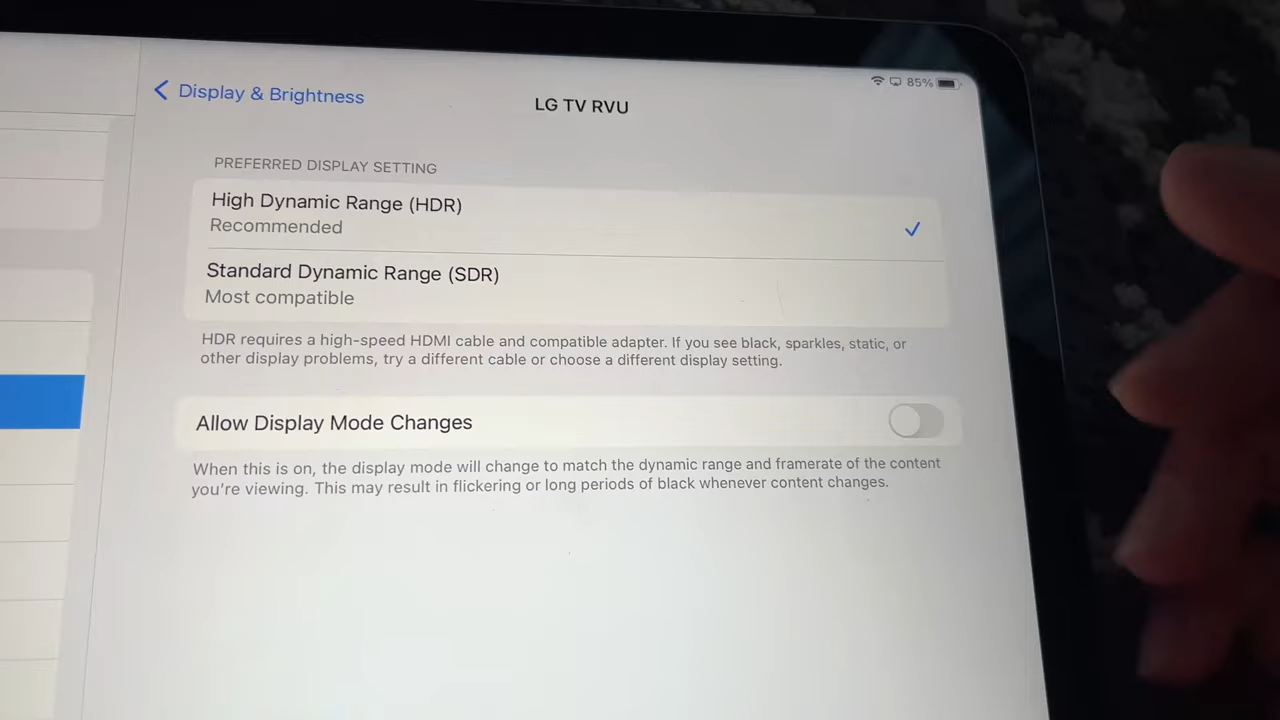 85%
Display & Brightness
LG TV RVU
PREFERRED DISPLAY SETTING
High Dynamic Range (HDR)
Recommended
Standard Dynamic Range (SDR)
Most compatible
HDR requires a high-speed HDMI cable and compatible adapter. If you see black, sparkles, static, or
other display problems, try a different cable or choose a different display setting.
Allow Display Mode Changes
When this is on, the display mode will change to match the dynamic range and framerate of the content
you're viewing. This may result in flickering or long periods of black whenever content changes.